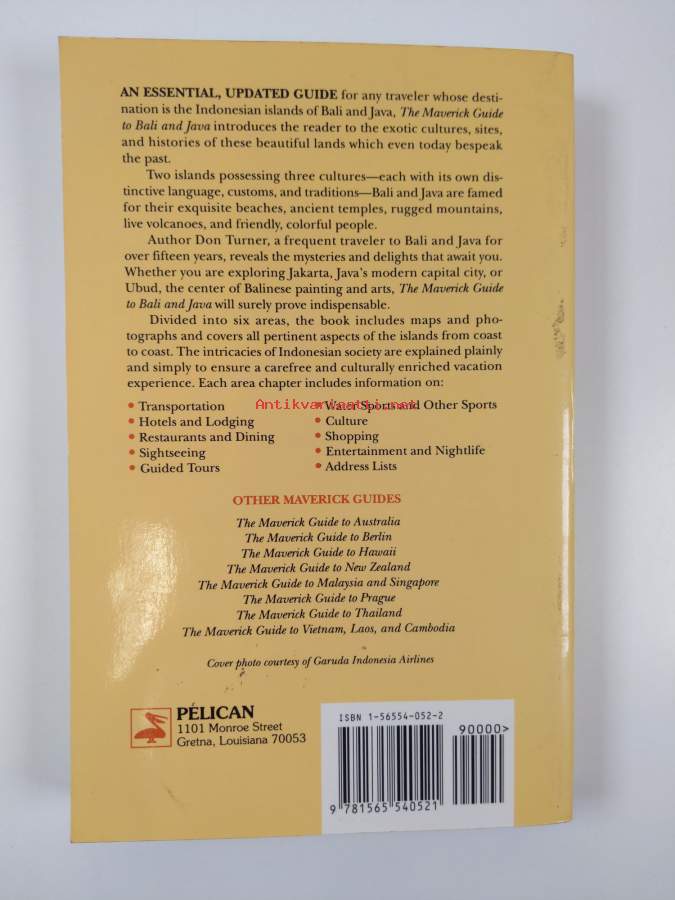 AN ESSENTIAL, UPDATED GUIDE for any traveler whose desti-
nation is the Indonesian islands of Bali and Java, The Maverick Guide
to Bali and Java introduces the reader to the exotic cultures, sites,
and histories of these beautiful lands which even today bespeak
the past.
Two islands possessing three cultures—each with its own dis-
tinctive language, customs, and traditions—Bali and Java are famed
for their exquisite beaches, ancient temples, rugged mountains,
live volcanoes, and friendly, colorful people.
Author Don Turner, a frequent traveler to Bali and Java for
over fifteen years, reveals the mysteries and delights that await you.
Whether you are exploring Jakarta, Java's modern capital city, or
Ubud, the center of Balinese painting and arts, The Maverick Guide
to Bali and Java will surely prove indispensable.
Divided into six areas, the book includes maps and pho-
tographs and covers all pertinent aspects of the islands from coast
to coast. The intricacies of Indonesian society are explained plainly
and simply to ensure a carefree and culturally enriched vacation
experience. Each area chapter includes information on:
• Transportation
• Hotels and Lodging
• Restaurants and Dining
• Sightseeing
• Guided Tours
• Water Sports and Other Sports
• Culture
• Shopping
• Entertainment and Nightlife
• Address Lists
Antikvariaatti.net
OTHER MAVERICK GUIDES
The Maverick Guide to Australia
The Maverick Guide to Berlin
The Maverick Guide to Hawaii
The Maverick Guide to New Zealand
The Maverick Guide to Malaysia and Singapore
The Maverick Guide to Prague
The Maverick Guide to Thailand
The Maverick Guide to Vietnam, Laos, and Cambodia
Cover photo courtesy of Garuda Indonesia Airlines
PELICAN
1101 Monroe Street
Gretna, Louisiana 70053
ISBN 1-56554-052-2
90000>
9 781565 540521